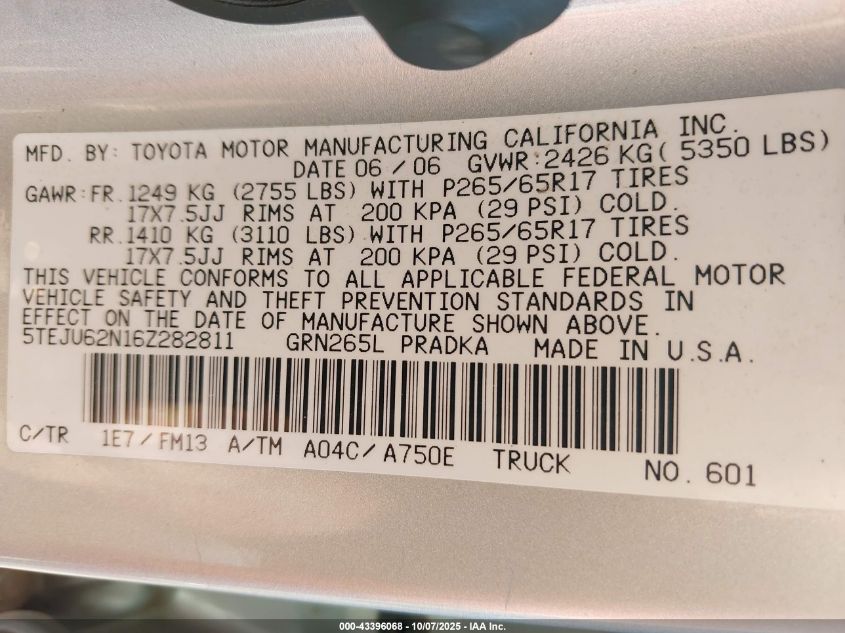 MFD. BY: TOYOTA MOTOR MANUFACTURING CALIFORNIA INC.
DATE 06 / 06 GVWR:2426 KG( 5350 LBS)
GAWR:FR.1249 KG (2755 LBS) WITH P265/65R17 TIRES
17X7.5JJ RIMS AT 200 KPA (29 PSI) COLD.
RR.1410 KG (3110 LBS) WITH P265/65R17 TIRES
17X7.5JJ RIMS AT 200 KPA (29 PSI) COLD.
THIS VEHICLE CONFORMS TO ALL APPLICABLE FEDERAL MOTOR
VEHICLE SAFETY AND THEFT PREVENTION STANDARDS IN
EFFECT ON THE DATE OF MANUFACTURE SHOWN ABOVE.
5TEJU62N16Z282811 GRN265L PRADKA MADE IN U.S.A.
C/TR 1E7/FM13 A/TM A04C/A750E TRUCK NO. 601
000-43396068 - 10/07/2025 - IAA Inc.